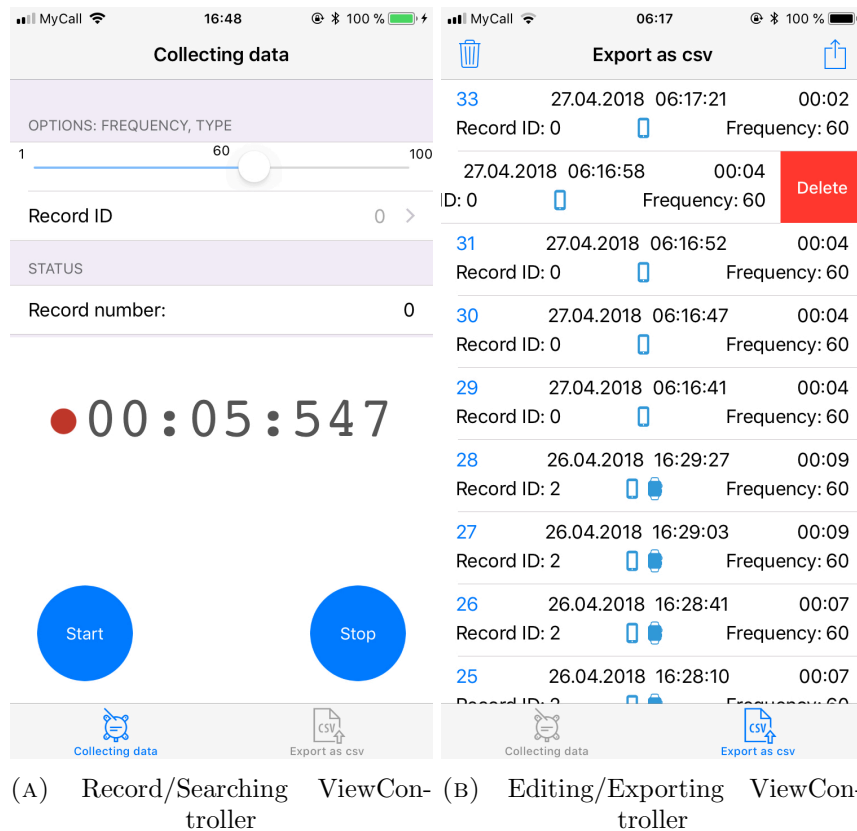 MyCall 16:48 100 %
Collecting data
OPTIONS: FREQUENCY, TYPE
1 60 100
Record ID 0
STATUS
Record number: 0
00:05:547
Start Stop
Collecting data Export as csv
(A) Record/Searching ViewCon-
troller
MyCall 06:17 100 %
Export as csv
33 27.04.2018 06:17:21 00:02
Record ID: 0 Frequency: 60
27.04.2018 06:16:58 00:04
ID: 0 Frequency: 60
Delete
31 27.04.2018 06:16:52 00:04
Record ID: 0 Frequency: 60
30 27.04.2018 06:16:47 00:04
Record ID: 0 Frequency: 60
29 27.04.2018 06:16:41 00:04
Record ID: 0 Frequency: 60
28 26.04.2018 16:29:27 00:09
Record ID: 2 Frequency: 60
27 26.04.2018 16:29:03 00:09
Record ID: 2 Frequency: 60
26 26.04.2018 16:28:41 00:07
Record ID: 2 Frequency: 60
25 26.04.2018 16:28:10 00:07
Record ID: 2 Frequency: 60
CSV
Collecting data Export as csv
(B) Editing/Exporting ViewCon-
troller